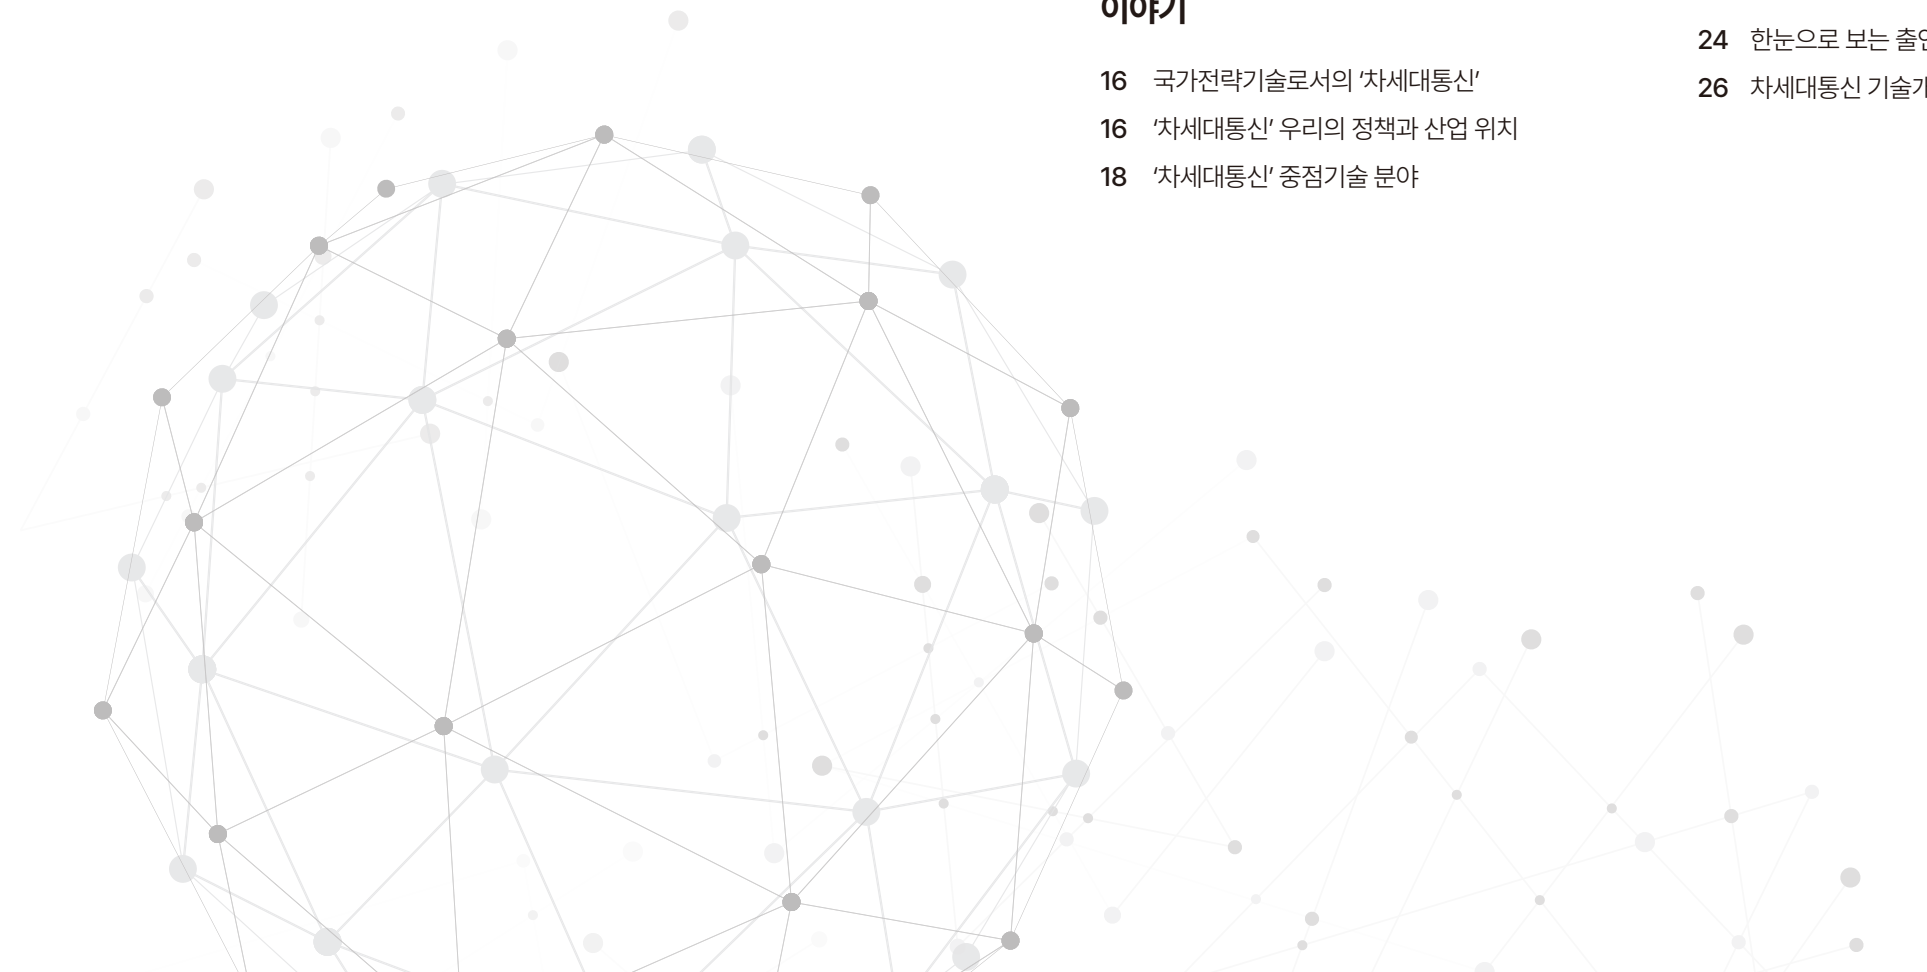 이야기
16 국가전략기술로서의 ‘차세대통신’
16 ‘차세대통신’ 우리의 정책과 산업 위치
18 ‘차세대통신’ 중점기술 분야
24 한눈으로 보는
26 차세대통신